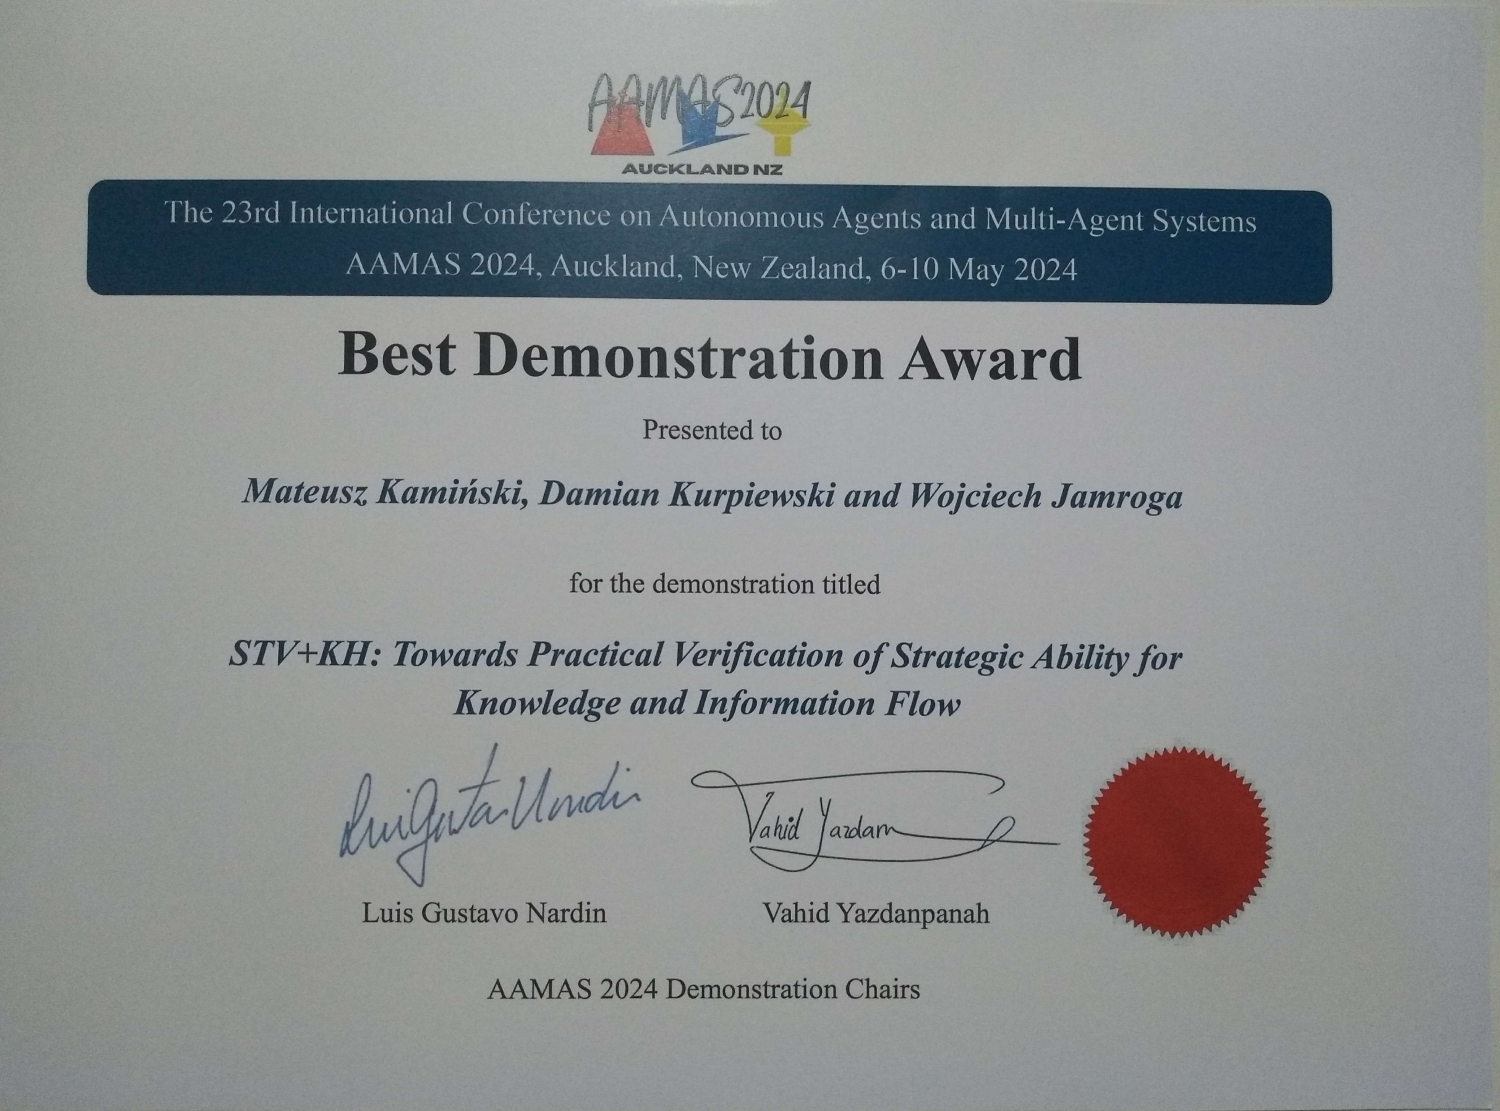 AAMAS2024
AUCKLAND NZ
The 23rd International Conference on Autonomous Agents and Multi-Agent Systems
AAMAS 2024, Auckland, New Zealand, 6-10 May 2024
Best Demonstration Award
Presented to
Mateusz Kamiński, Damian Kurpiewski and Wojciech Jamroga
for the demonstration titled
STV+KH: Towards Practical Verification of Strategic Ability for
Knowledge and Information Flow
Vahid Yazdan
Luis Gustavo Nardin
Vahid Yazdanpanah
AAMAS 2024 Demonstration Chairs